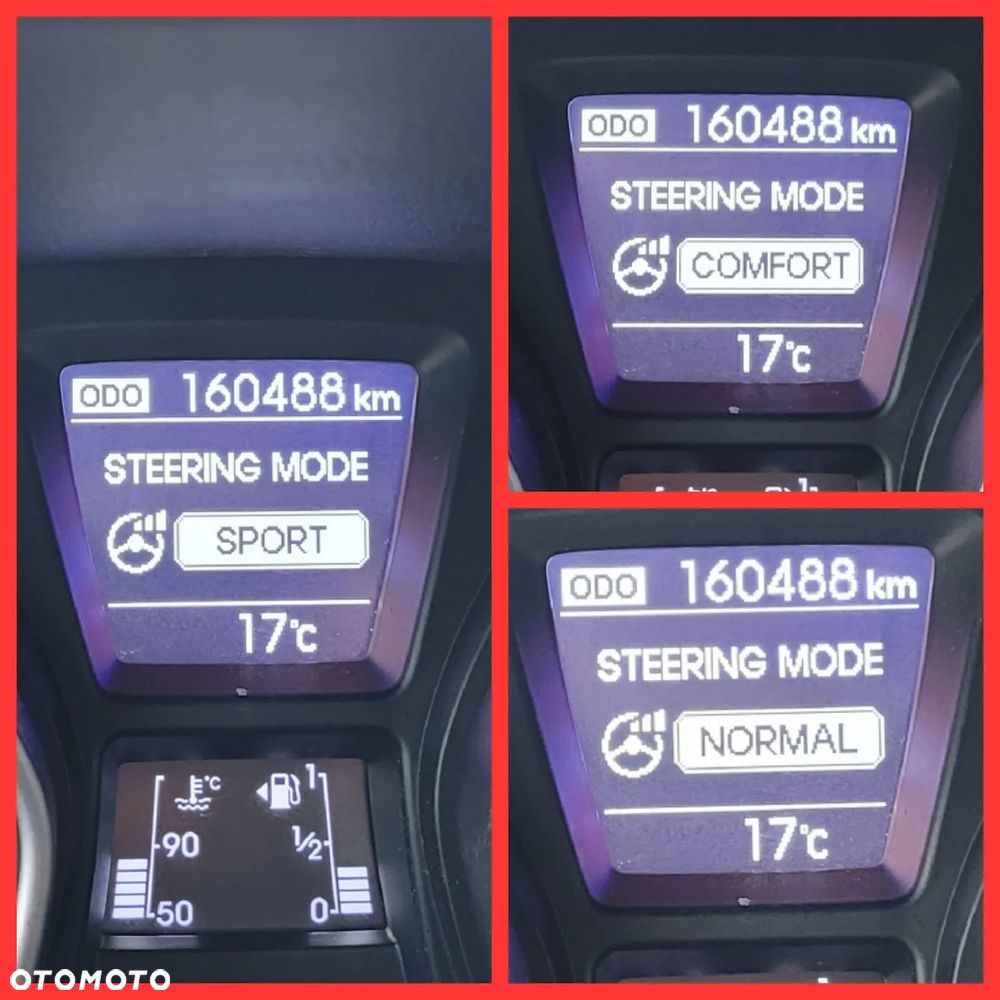 ODO 160488 km
STEERING MODE
SPORT
17°C
°C 1
90 1/2
50 0
ODO 160488 km
STEERING MODE
COMFORT
17°C
ODO 160488 km
STEERING MODE
NORMAL
17°C
OTOMOTO